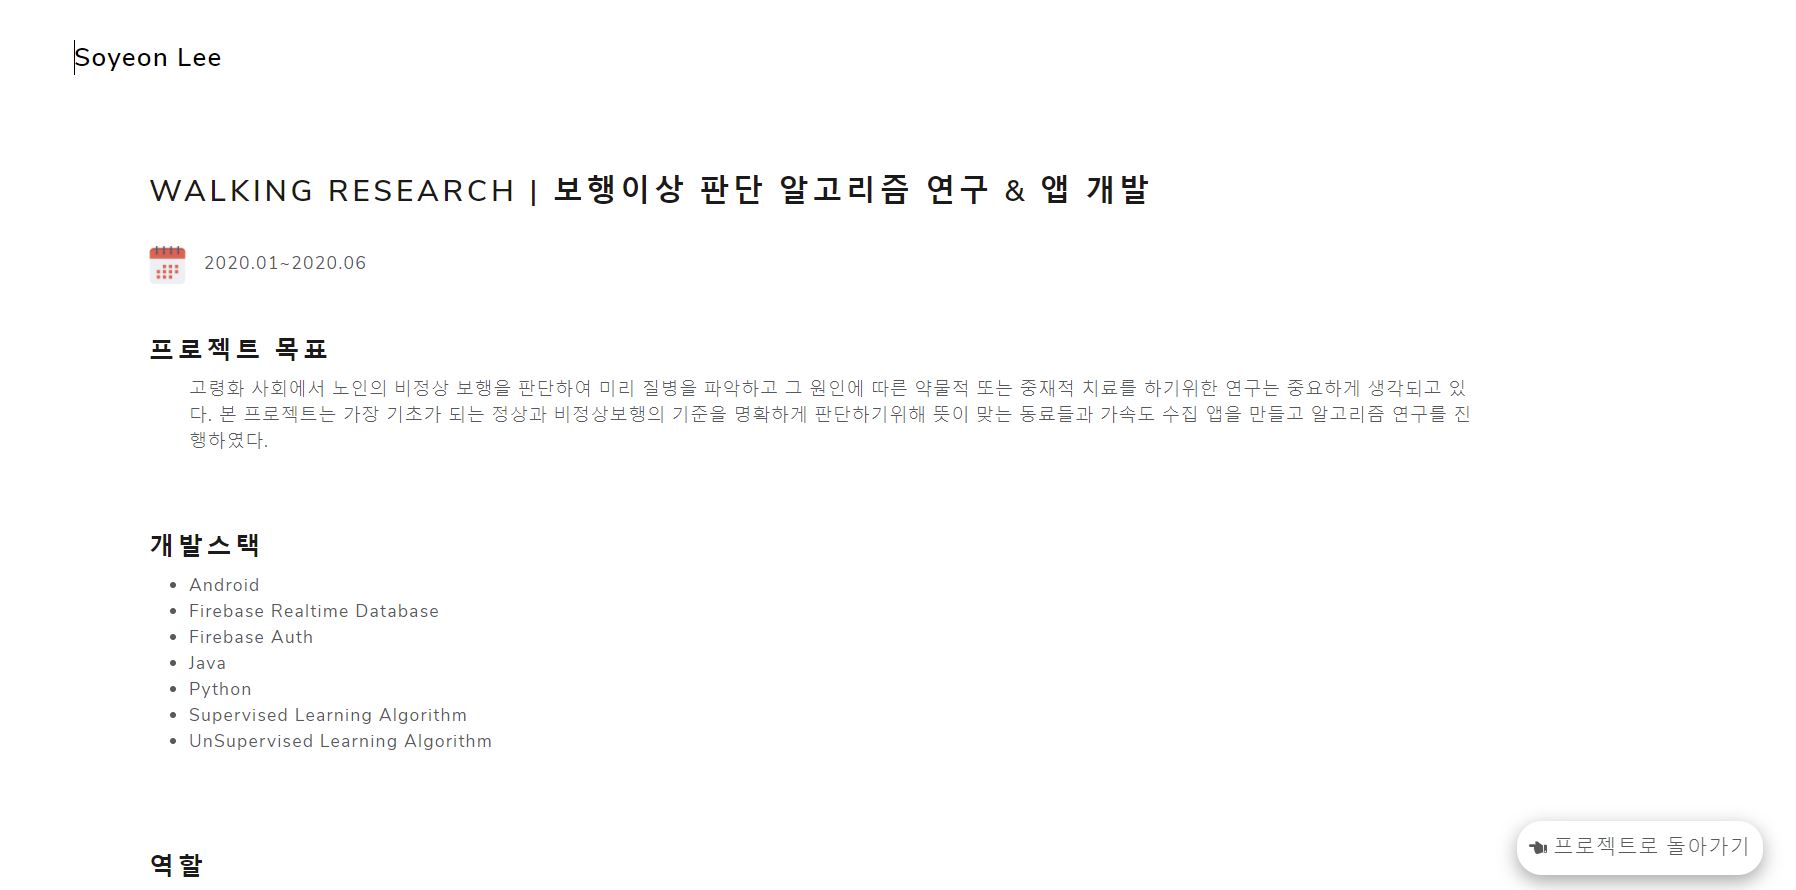 Soyeon Lee
WALKING RESEARCH | 보행이상 판단 알고리즘 연구 & 앱 개발
2020.01~2020.06
프로젝트 목표
고령화 사회에서 노인의 비정상 보행을 판단하여 미리 질병을 파악하고 그 원인에 따른 약물적 또는 중재적 치료를 하기위한 연구는 중요하게 생각되고 있
다. 본 프로젝트는 가장 기초가 되는 정상과 비정상보행의 기준을 명확하게 판단하기위해 뜻이 맞는 동료들과 가속도 수집 앱을 만들고 알고리즘 연구를 진
행하였다.
개발스택
• Android
• Firebase Realtime Database
• Firebase Auth
• Java
• Python
• Supervised Learning Algorithm
• UnSupervised Learning Algorithm
역할
프로젝트로 돌아가기